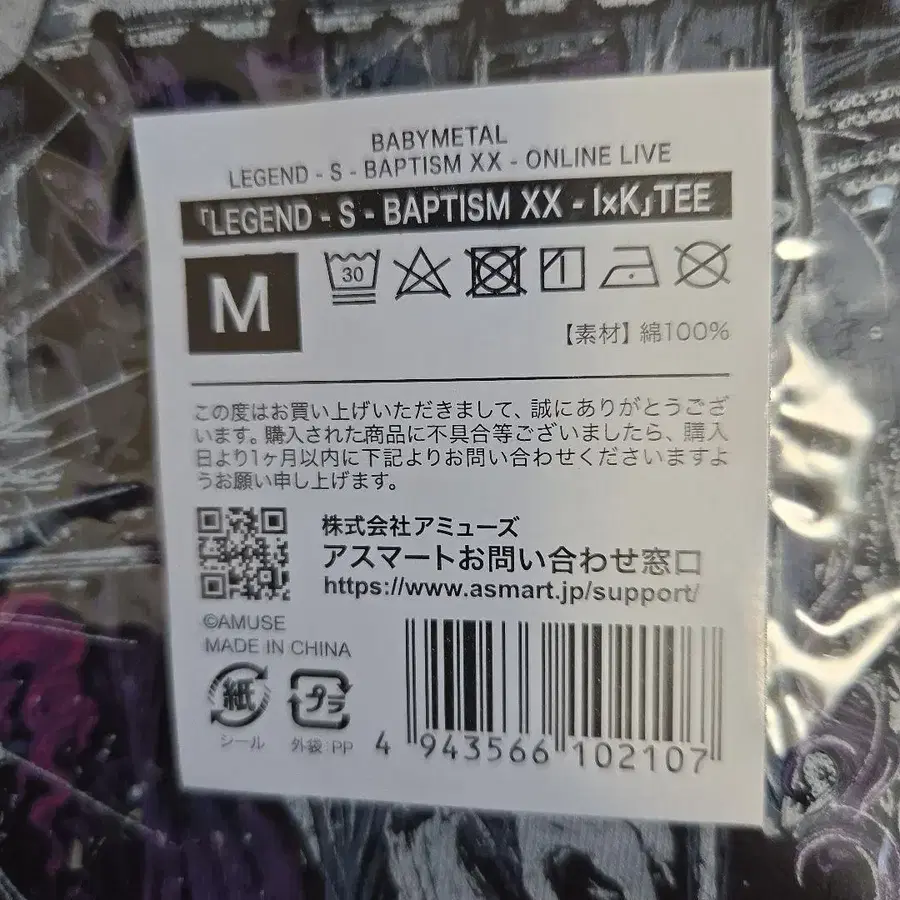 BABYMETAL
LEGEND - S - BAPTISM XX - ONLINE LIVE
「LEGEND - S - BAPTISM XX - I×K」TEE
M
30
【素材】綿100%
この度はお買い上げいただきまして、誠にありがとうござ
います。購入された商品に不具合等ございましたら、購入
日より1ヶ月以内に下記よりお問い合わせくださいますよ
うお願い申し上げます。
株式会社アミューズ
アスマートお問い合わせ窓口
https://www.asmart.jp/support/
©AMUSE
MADE IN CHINA
紙
プラ
シール
外袋:PP
4 943566 102107